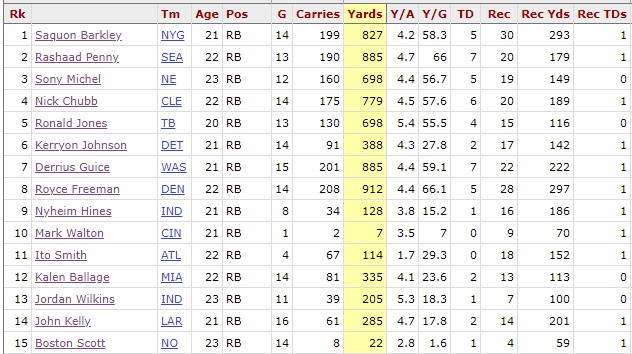 Rk Tm Age Pos G Carries Yards Y/A Y/G TD Rec Rec Yds Rec TDs
1 Saquon Barkley NYG 21 RB 14 199 827 4.2 58.3 5 30 293 1
2 Rashaad Penny SEA 22 RB 13 190 885 4.7 66 7 20 179 1
3 Sony Michel NE 23 RB 12 160 698 4.4 56.7 5 19 149 0
4 Nick Chubb CLE 22 RB 14 175 779 4.5 57.6 6 20 189 1
5 Ronald Jones TB 20 RB 13 130 698 5.4 55.5 4 15 116 0
6 Kerryon Johnson DET 21 RB 14 91 388 4.3 27.8 2 17 142 1
7 Derrius Guice WAS 21 RB 15 201 885 4.4 59.1 7 22 222 1
8 Royce Freeman DEN 22 RB 14 208 912 4.4 66.1 5 28 297 1
9 Nyheim Hines IND 21 RB 8 34 128 3.8 15.2 1 16 186 1
10 Mark Walton CIN 21 RB 1 2 7 3.5 7 0 9 70 1
11 Ito Smith ATL 22 RB 4 67 114 1.7 29.3 0 18 152 1
12 Kalen Ballage MIA 22 RB 14 81 335 4.1 23.6 2 13 113 0
13 Jordan Wilkins IND 23 RB 11 39 205 5.3 18.3 1 7 100 0
14 John Kelly LAR 21 RB 16 61 285 4.7 17.8 2 14 201 1
15 Boston Scott NO 23 RB 14 8 22 2.8 1.6 1 4 59 1